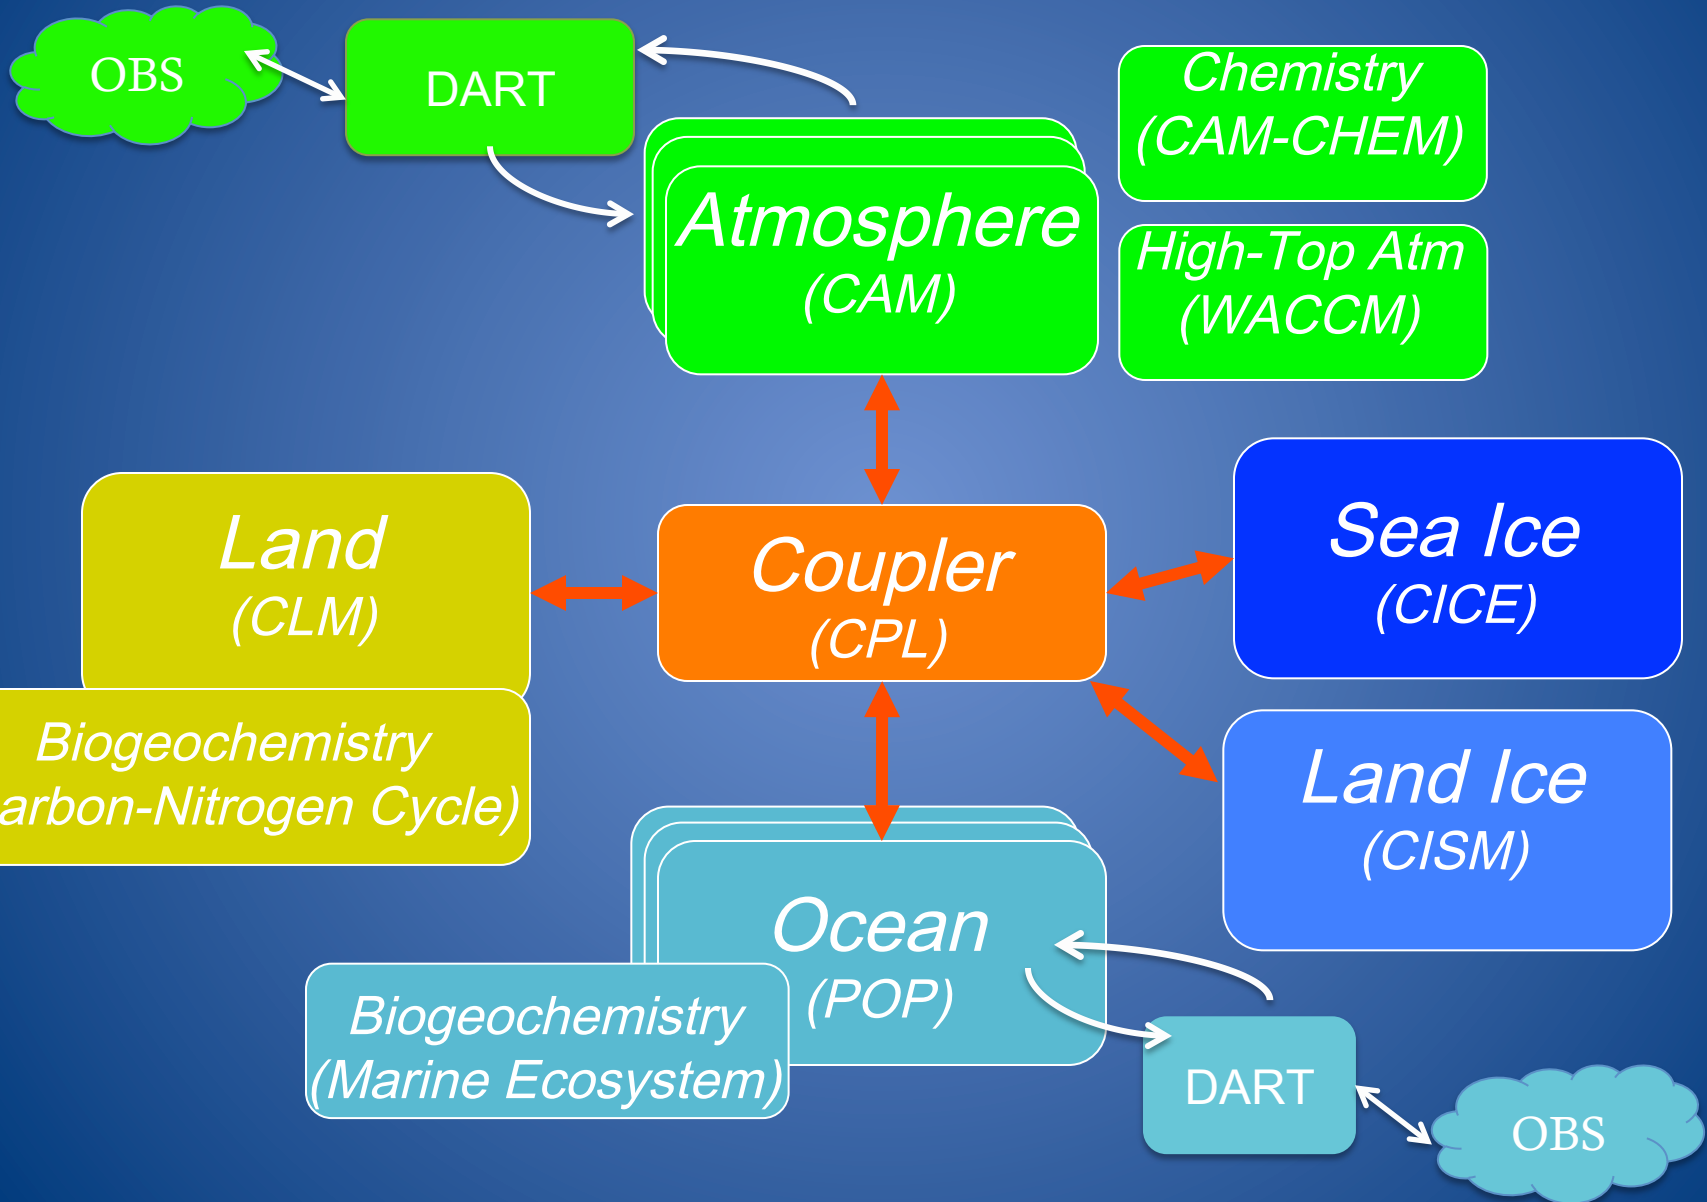 OBS
DART
Chemistry
(CAM-CHEM)
Atmosphere
(CAM)
High-Top Atm
(WACCM)
Land
(CLM)
Coupler
(CPL)
Sea Ice
(CICE)
Biogeochemistry
arbon-Nitrogen Cycle)
Land Ice
(CISM)
Ocean
(POP)
Biogeochemistry
(Marine Ecosystem)
DART
OBS